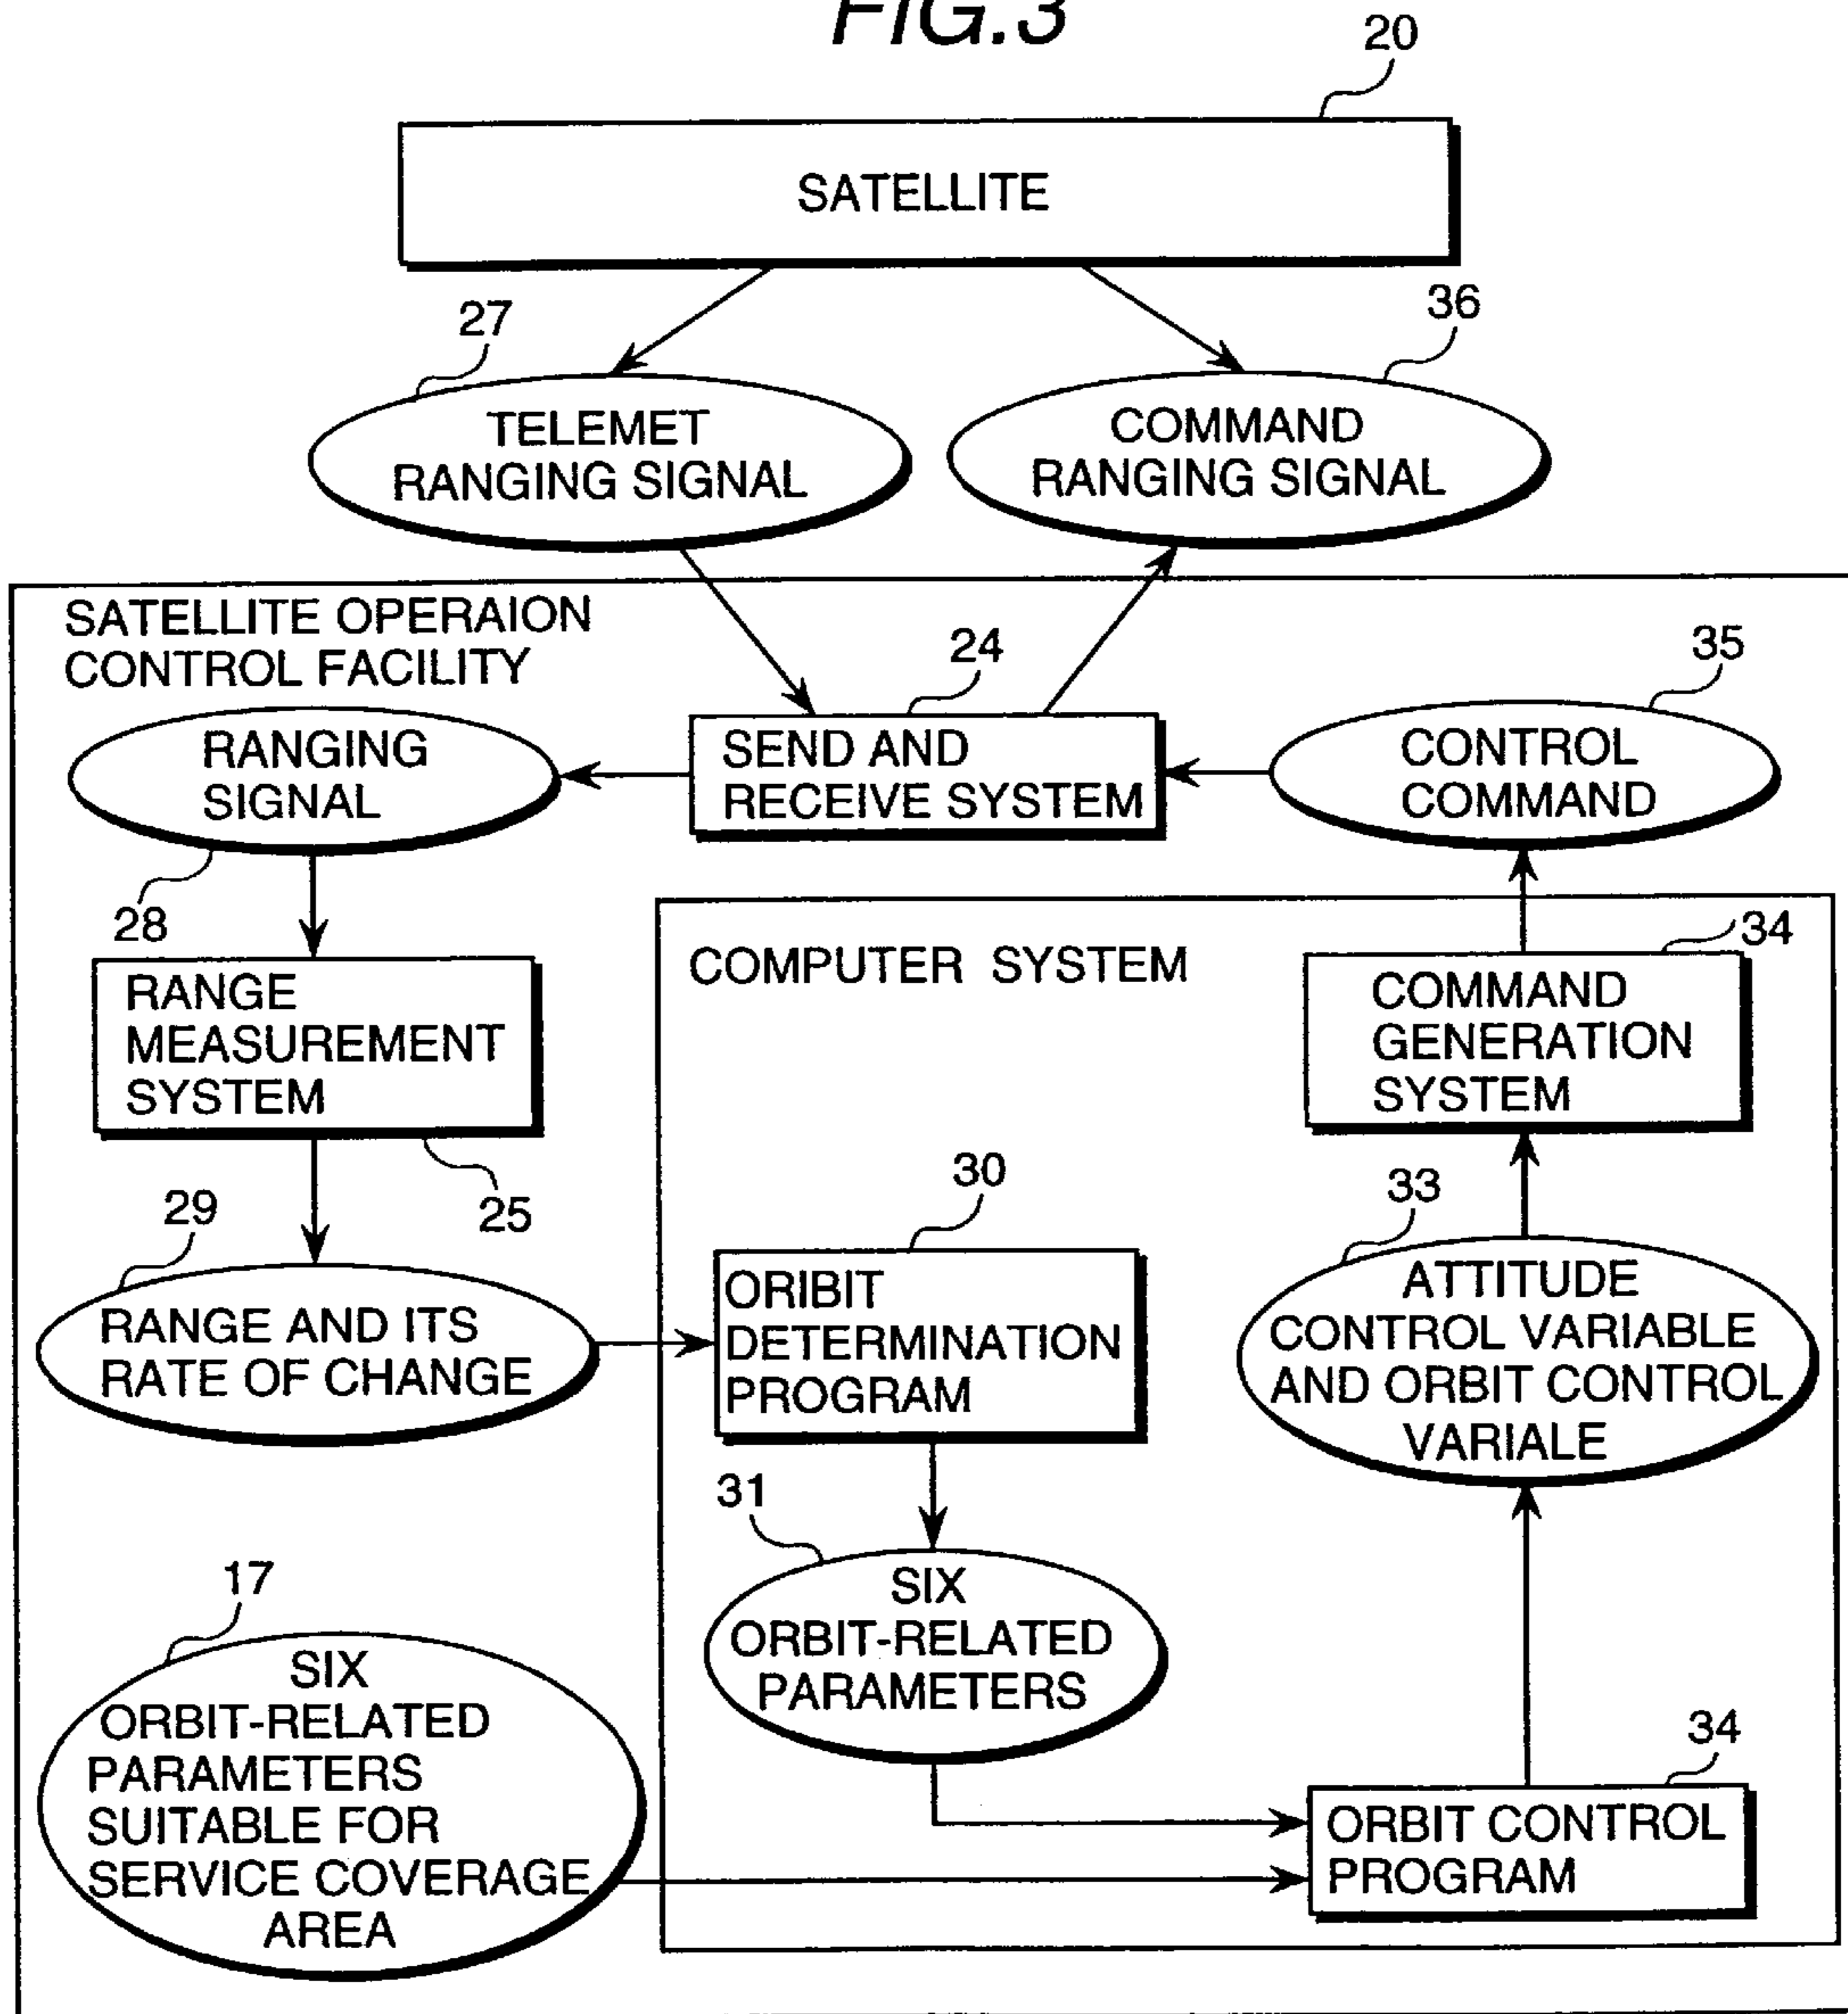 FIG.3
20
SATELLITE
27
36
TELEMET
RANGING SIGNAL
COMMAND
RANGING SIGNAL
SATELLITE OPERAION
CONTROL FACILITY
24
35
RANGING
SIGNAL
SEND AND
RECEIVE SYSTEM
CONTROL
COMMAND
28
COMPUTER SYSTEM
34
RANGE
MEASUREMENT
SYSTEM
COMMAND
GENERATION
SYSTEM
25
29
30
33
RANGE AND ITS
RATE OF CHANGE
ORIBIT
DETERMINATION
PROGRAM
ATTITUDE
CONTROL VARIABLE
AND ORBIT CONTROL
VARIALE
31
17
SIX
ORBIT-RELATED
PARAMETERS
SIX
ORBIT-RELATED
PARAMETERS
SUITABLE FOR
SERVICE COVERAGE
AREA
34
ORBIT CONTROL
PROGRAM